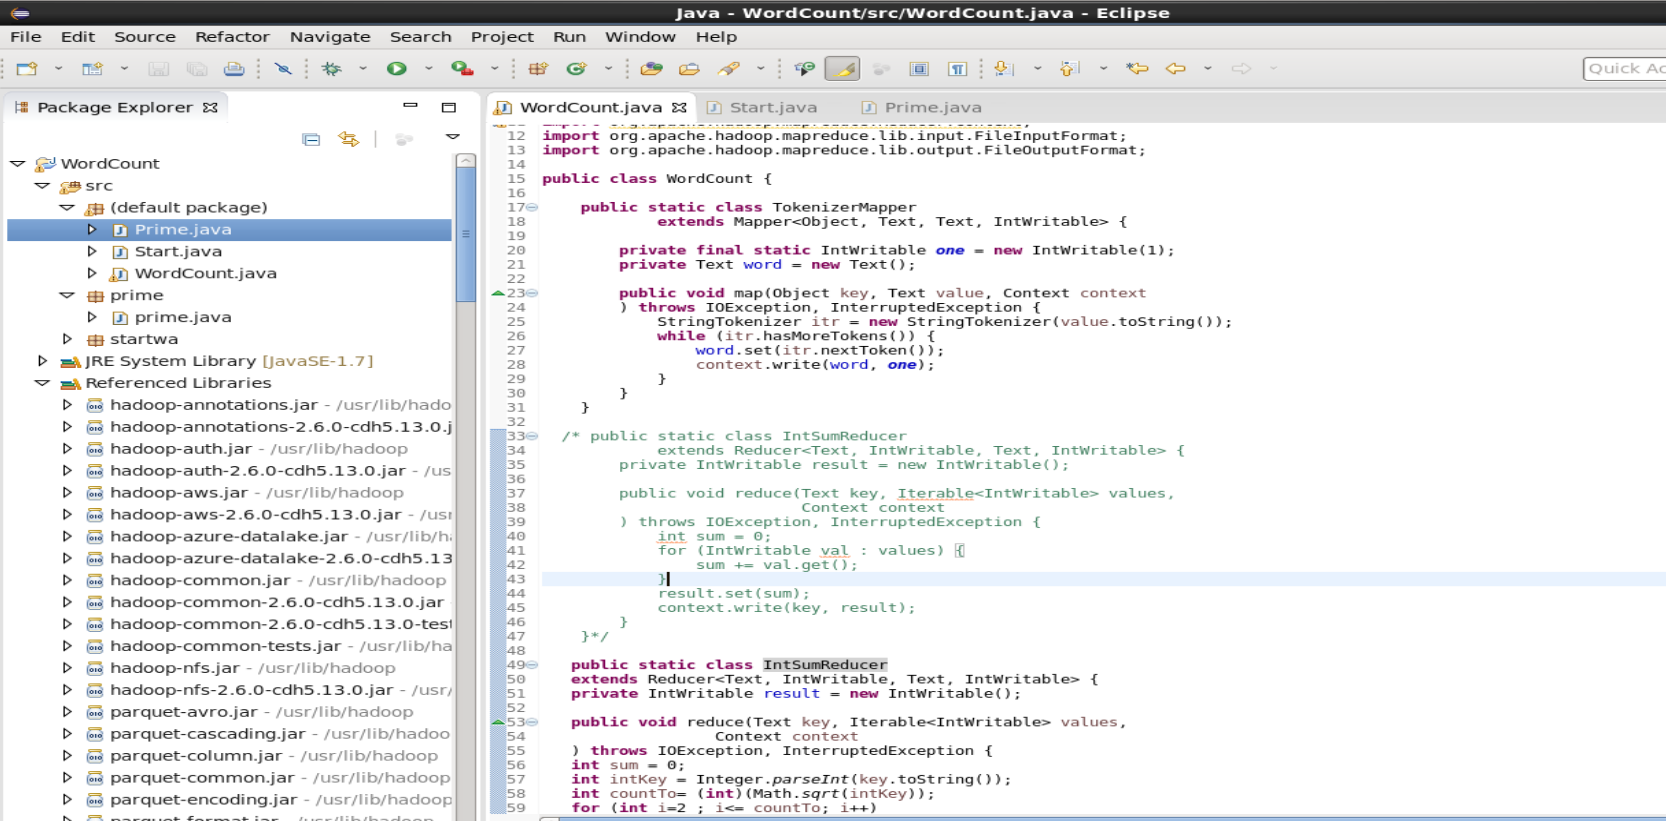 Java - WordCount/src/WordCount.java - Eclipse
File Edit Source Refactor Navigate Search Project Run Window Help
Quick Ac
Package Explorer
WordCount
src
(default package)
Prime.java
Start.java
WordCount.java
prime
prime.java
startwa
JRE System Library [JavaSE-1.7]
Referenced Libraries
hadoop-annotations.jar - /usr/lib/hado
hadoop-annotations-2.6.0-cdh5.13.0.j
hadoop-auth.jar - /usr/lib/hadoop
hadoop-auth-2.6.0-cdh5.13.0.jar - /us
hadoop-aws.jar - /usr/lib/hadoop
hadoop-aws-2.6.0-cdh5.13.0.jar - /usr
hadoop-azure-datalake.jar - /usr/lib/h
hadoop-azure-datalake-2.6.0-cdh5.13
hadoop-common.jar - /usr/lib/hadoop
hadoop-common-2.6.0-cdh5.13.0.jar
hadoop-common-2.6.0-cdh5.13.0-test
hadoop-common-tests.jar - /usr/lib/ha
hadoop-nfs.jar - /usr/lib/hadoop
hadoop-nfs-2.6.0-cdh5.13.0.jar - /usr/
parquet-avro.jar - /usr/lib/hadoop
parquet-cascading.jar - /usr/lib/hadoo
parquet-column.jar - /usr/lib/hadoop
parquet-common.jar - /usr/lib/hadoop
parquet-encoding.jar - /usr/lib/hadoop
WordCount.java Start.java Prime.java
12 import org.apache.hadoop.mapreduce.lib.input.FileInputFormat;
13 import org.apache.hadoop.mapreduce.lib.output.FileOutputFormat;
14
15 public class WordCount {
16
17 public static class TokenizerMapper
18 extends Mapper<Object, Text, Text, IntWritable> {
19
20 private final static IntWritable one = new IntWritable(1);
21 private Text word = new Text();
22
23 public void map(Object key, Text value, Context context
24 ) throws IOException, InterruptedException {
25 StringTokenizer itr = new StringTokenizer(value.toString());
26 while (itr.hasMoreTokens()) {
27 word.set(itr.nextToken());
28 context.write(word, one);
29 }
30 }
31 }
32
33 /* public static class IntSumReducer
34 extends Reducer<Text, IntWritable, Text, IntWritable> {
35 private IntWritable result = new IntWritable();
36
37 public void reduce(Text key, Iterable<IntWritable> values,
38 Context context
39 ) throws IOException, InterruptedException {
40 int sum = 0;
41 for (IntWritable val : values) {
42 sum += val.get();
43 }
44 result.set(sum);
45 context.write(key, result);
46 }
47 }*/
48
49 public static class IntSumReducer
50 extends Reducer<Text, IntWritable, Text, IntWritable> {
51 private IntWritable result = new IntWritable();
52
53 public void reduce(Text key, Iterable<IntWritable> values,
54 Context context
55 ) throws IOException, InterruptedException {
56 int sum = 0;
57 int intKey = Integer.parseInt(key.toString());
58 int countTo= (int)(Math.sqrt(intKey));
59 for (int i=2 ; i<= countTo; i++)